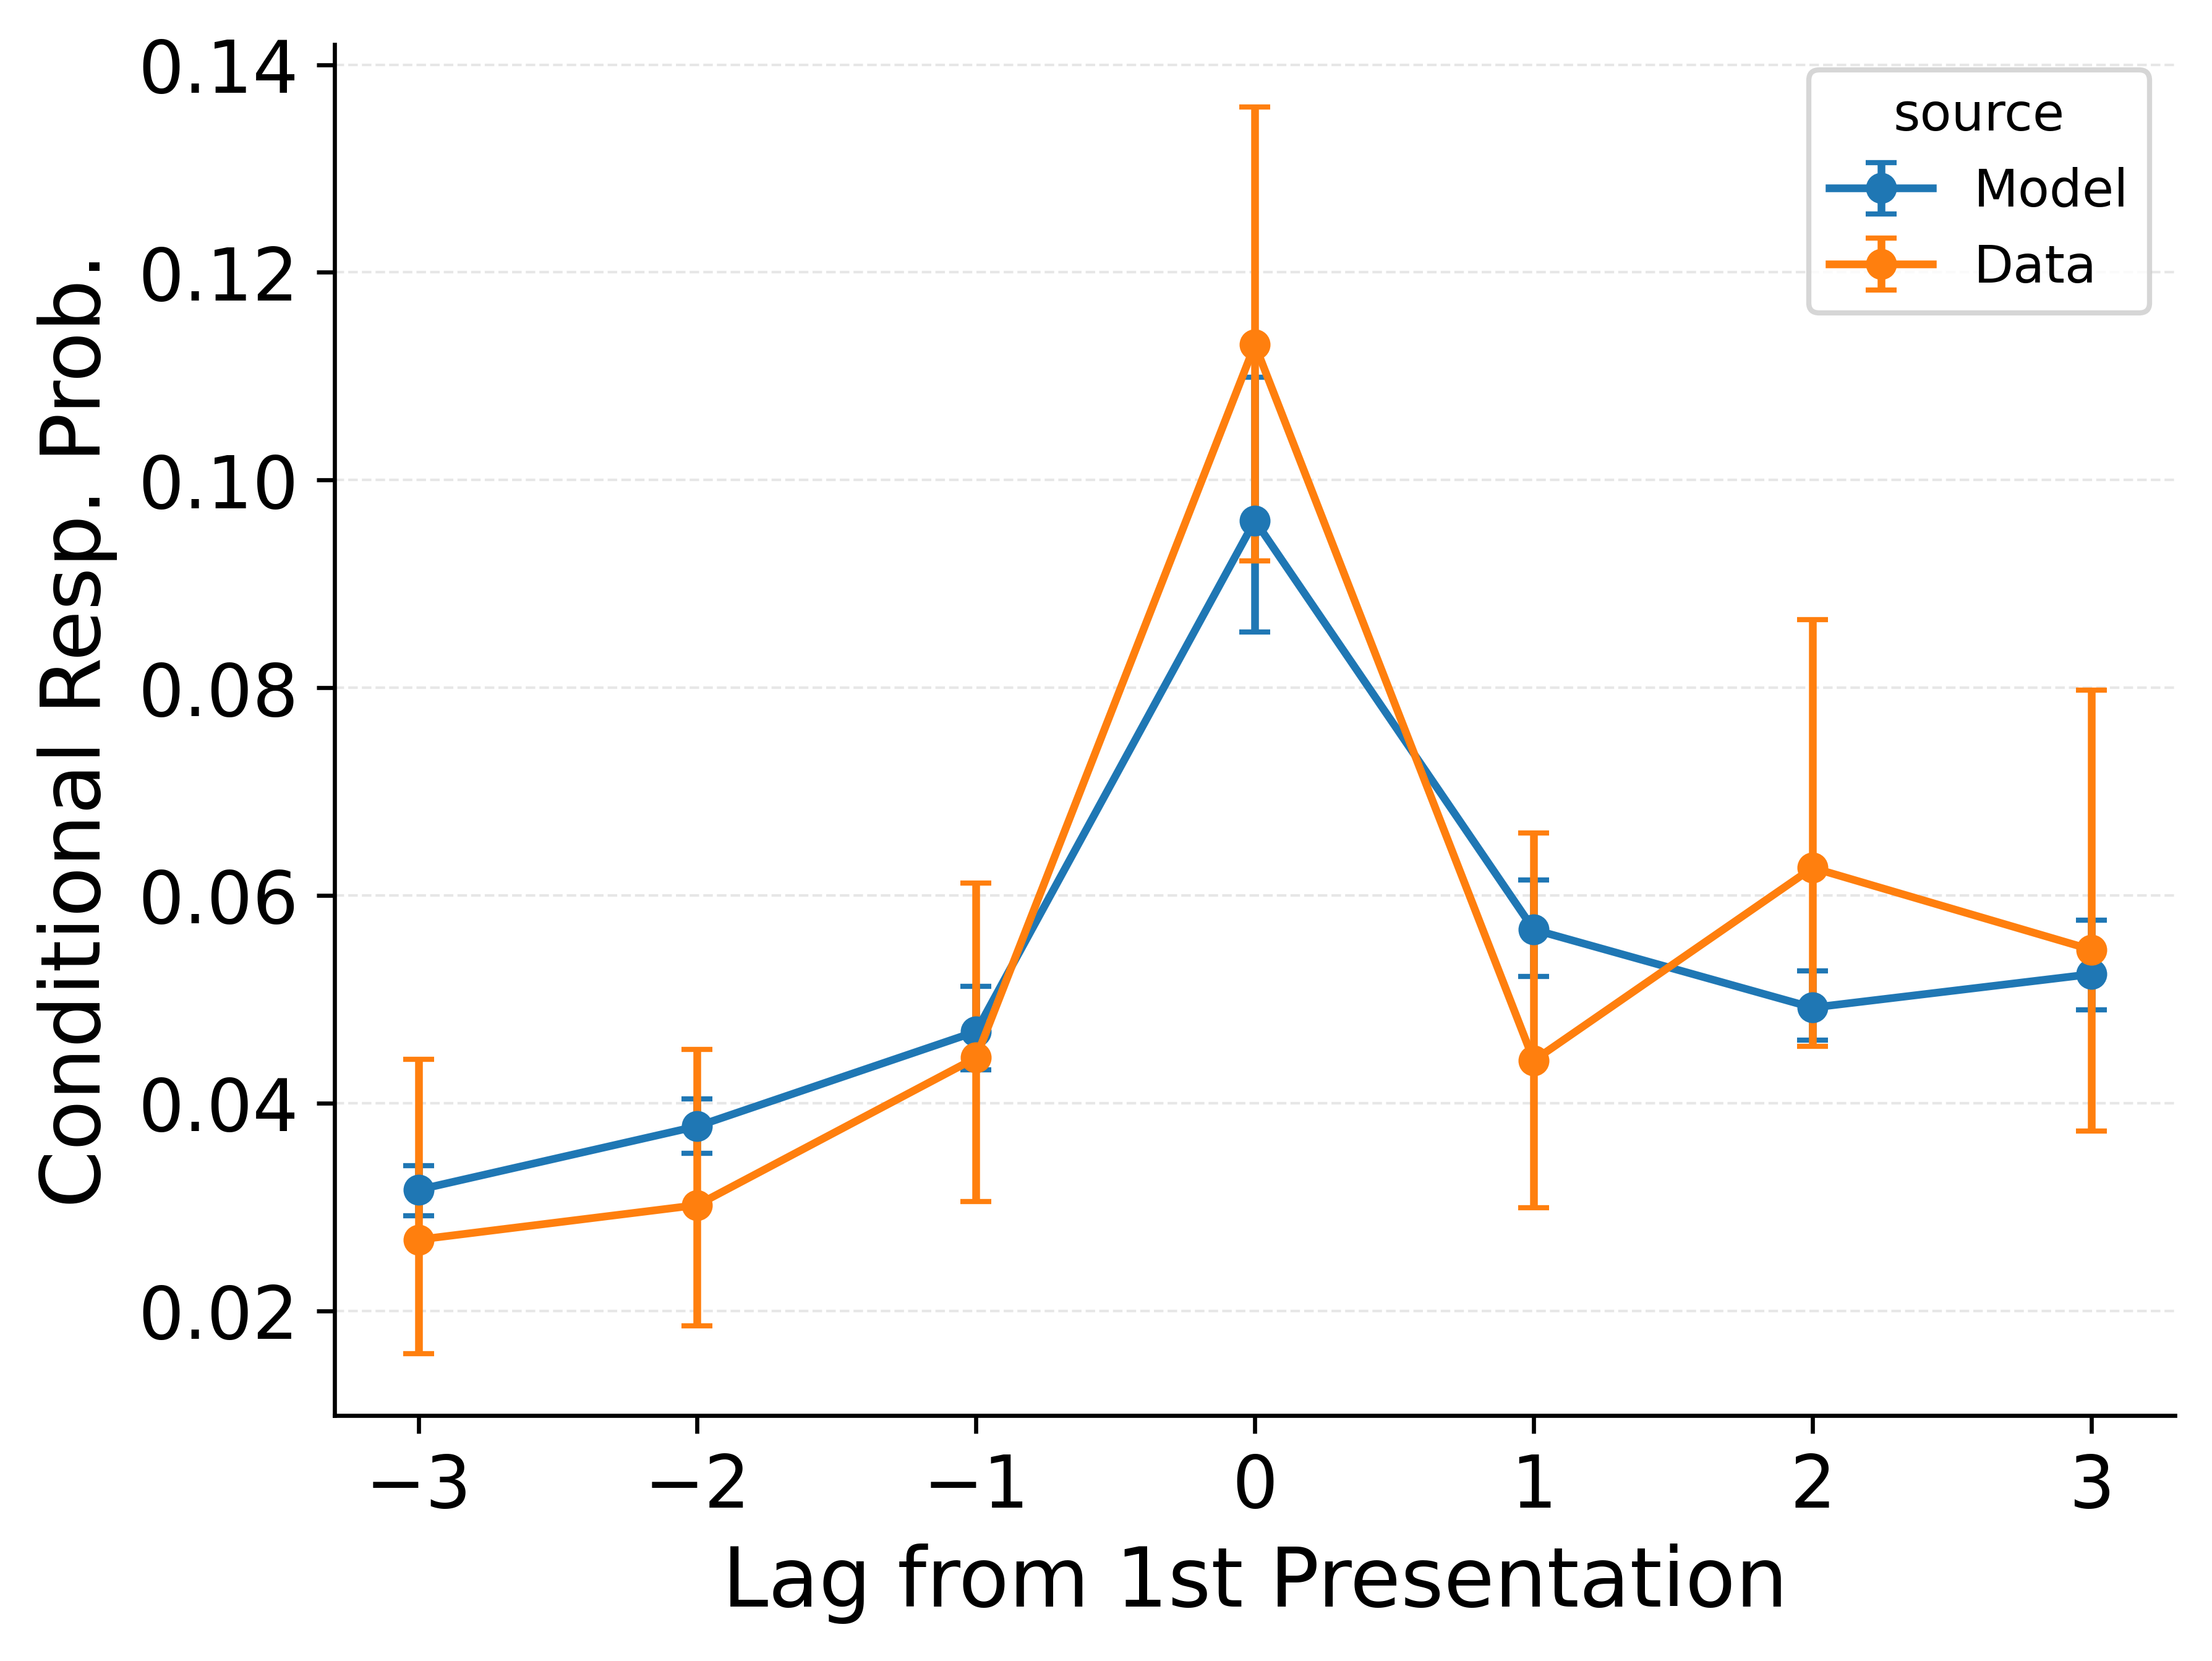 0.14
0.12
0.10
0.08
0.06
0.04
0.02
Conditional Resp. Prob.
source
Model
Data
−3 −2 −1 0 1 2 3
Lag from 1st Presentation